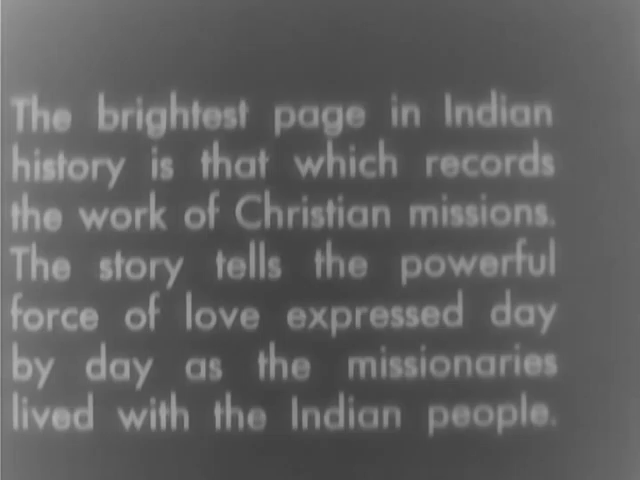 The brightest page in Indian
history is that which records
the work of Christian missions.
The story tells the powerful
force of love expressed day
by day as the missionaries
lived with the Indian people.